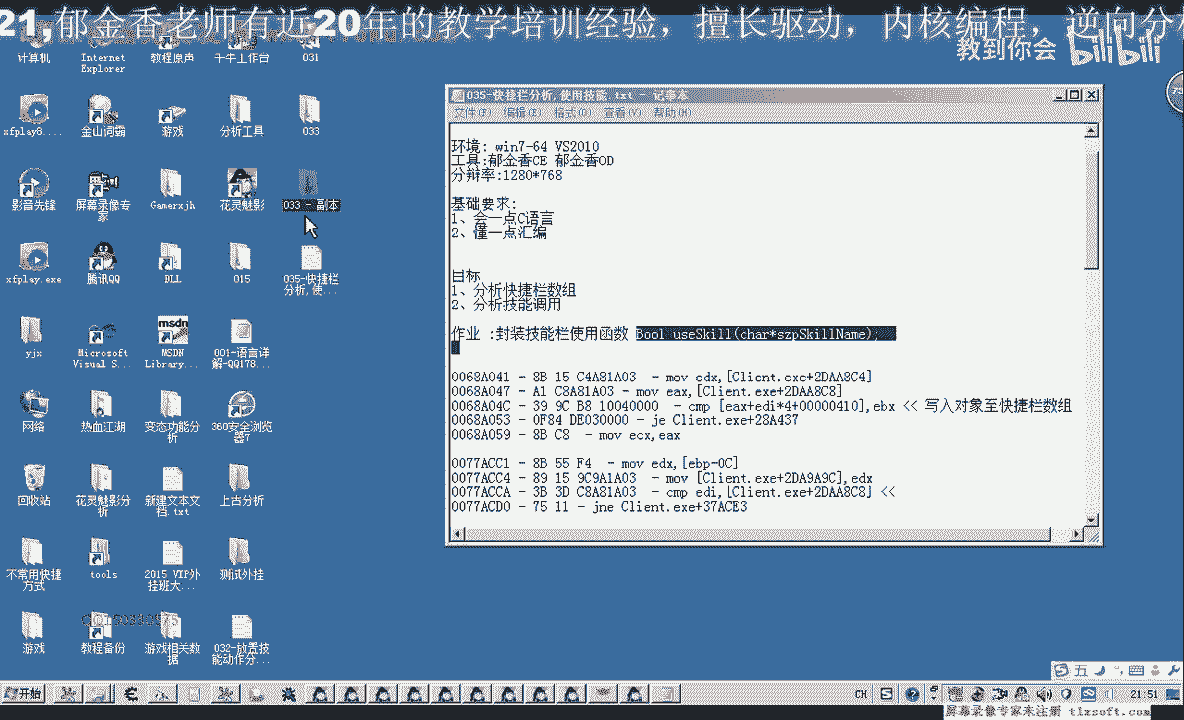 21,郁金香老师有近20年的教学培训经验，擅长驱动，内核编程，逆向分析
教到你会 bilibili
计算机
Internet Explorer
教程原声
千牛工作台
031
xfplay8....
金山词霸
游戏
分析工具
033
影音先锋
屏幕录像专家
Gamerxjh
花灵魅影
033 - 副本
xfplay.exe
腾讯QQ
DLL
015
035-快捷栏分析,使...
yjx
Microsoft Visual S...
MSDN Library...
001-语言详解-QQ178...
网络
热血江湖
变态功能分析
360安全浏览器7
回收站
花灵魅影分析
新建文本文档.txt
上古分析
不常用快捷方式
tools
2015 VIP外挂班大...
测试外挂
游戏
教程备份
游戏相关数据
032-放置技能动作分...
035-快捷栏分析,使用技能.txt - 记事本
文件(F) 编辑(E) 格式(O) 查看(V) 帮助(H)
环境: win7-64 VS2010
工具:郁金香CE 郁金香OD
分辩率:1280*768
基础要求:
1、会一点C语言
2、懂一点汇编
目标
1、分析快捷栏数组
2、分析技能调用
作业 :封装技能栏使用函数 Bool useSkill(char*szpSkillName);
0068A041 - 8B 15 C4A81A03  - mov edx,[Client.exe+2DAA8C4]
0068A047 - A1 C8A81A03 - mov eax,[Client.exe+2DAA8C8]
0068A04C - 39 9C B8 10040000  - cmp [eax+edi*4+00000410],ebx << 写入对象至快捷栏数组
0068A053 - 0F84 DE030000 - je Client.exe+28A437
0068A059 - 8B C8  - mov ecx,eax
0077ACC1 - 8B 55 F4  - mov edx,[ebp-0C]
0077ACC4 - 89 15 9C9A1A03  - mov [Client.exe+2DA9A9C],edx
0077ACCA - 3B 3D C8A81A03  - cmp edi,[Client.exe+2DAA8C8] <<
0077ACD0 - 75 11 - jne Client.exe+37ACE3
五
开始
CH
21:51
屏幕录像专家未注册 tlxsoft.com